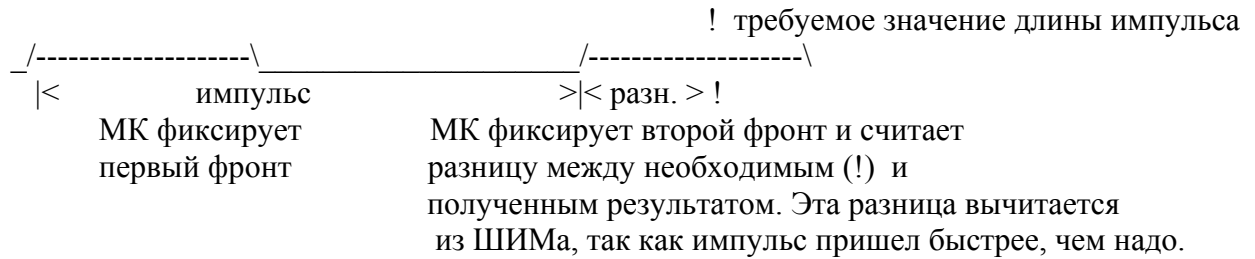 ! требуемое значение длины импульса
_/--------------------\____________________/--------------------\
|< импульс >|< разн. > !
МК фиксирует МК фиксирует второй фронт и считает
первый фронт разницу между необходимым (!) и
полученным результатом. Эта разница вычитается
из ШИМа, так как импульс пришел быстрее, чем надо.